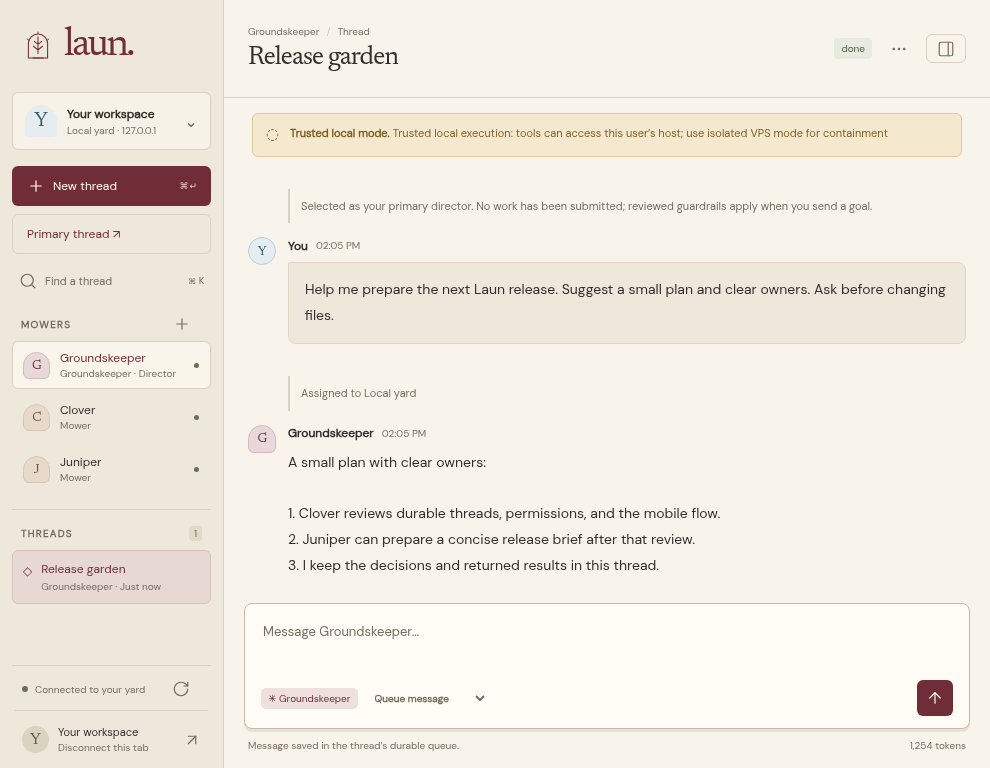 laun.
Y
Your workspace
Local yard · 127.0.0.1
New thread ⌘↵
Primary thread ↗
Find a thread ⌘ K
MOWERS
G
Groundskeeper
Groundskeeper · Director
C
Clover
Mower
J
Juniper
Mower
THREADS 1
Release garden
Groundskeeper · Just now
Connected to your yard
Y
Your workspace
Disconnect this tab
Groundskeeper / Thread
Release garden
done
Trusted local mode. Trusted local execution: tools can access this user's host; use isolated VPS mode for containment
Selected as your primary director. No work has been submitted; reviewed guardrails apply when you send a goal.
Y
You 02:05 PM
Help me prepare the next Laun release. Suggest a small plan and clear owners. Ask before changing
files.
Assigned to Local yard
G
Groundskeeper 02:05 PM
A small plan with clear owners:
1. Clover reviews durable threads, permissions, and the mobile flow.
2. Juniper can prepare a concise release brief after that review.
3. I keep the decisions and returned results in this thread.
Message Groundskeeper…
✳ Groundskeeper Queue message
Message saved in the thread's durable queue. 1,254 tokens